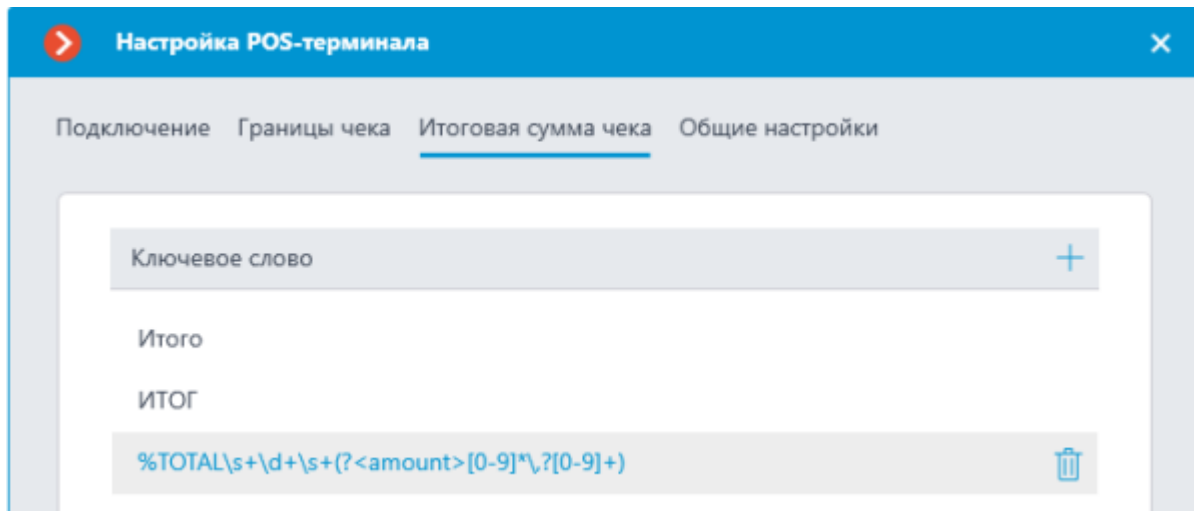 Настройка POS-терминала
Подключение Границы чека Итоговая сумма чека Общие настройки
Ключевое слово
Итого
ИТОГ
%TOTAL\s+\d+\s+(?<amount>[0-9]*\,?[0-9]+)